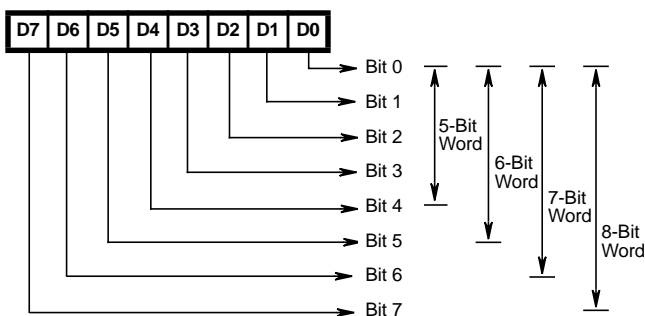 D7 D6 D5 D4 D3 D2 D1 D0
Bit 0
Bit 1
Bit 2
Bit 3
Bit 4
Bit 5
Bit 6
Bit 7
5-Bit
Word
6-Bit
Word
7-Bit
Word
8-Bit
Word